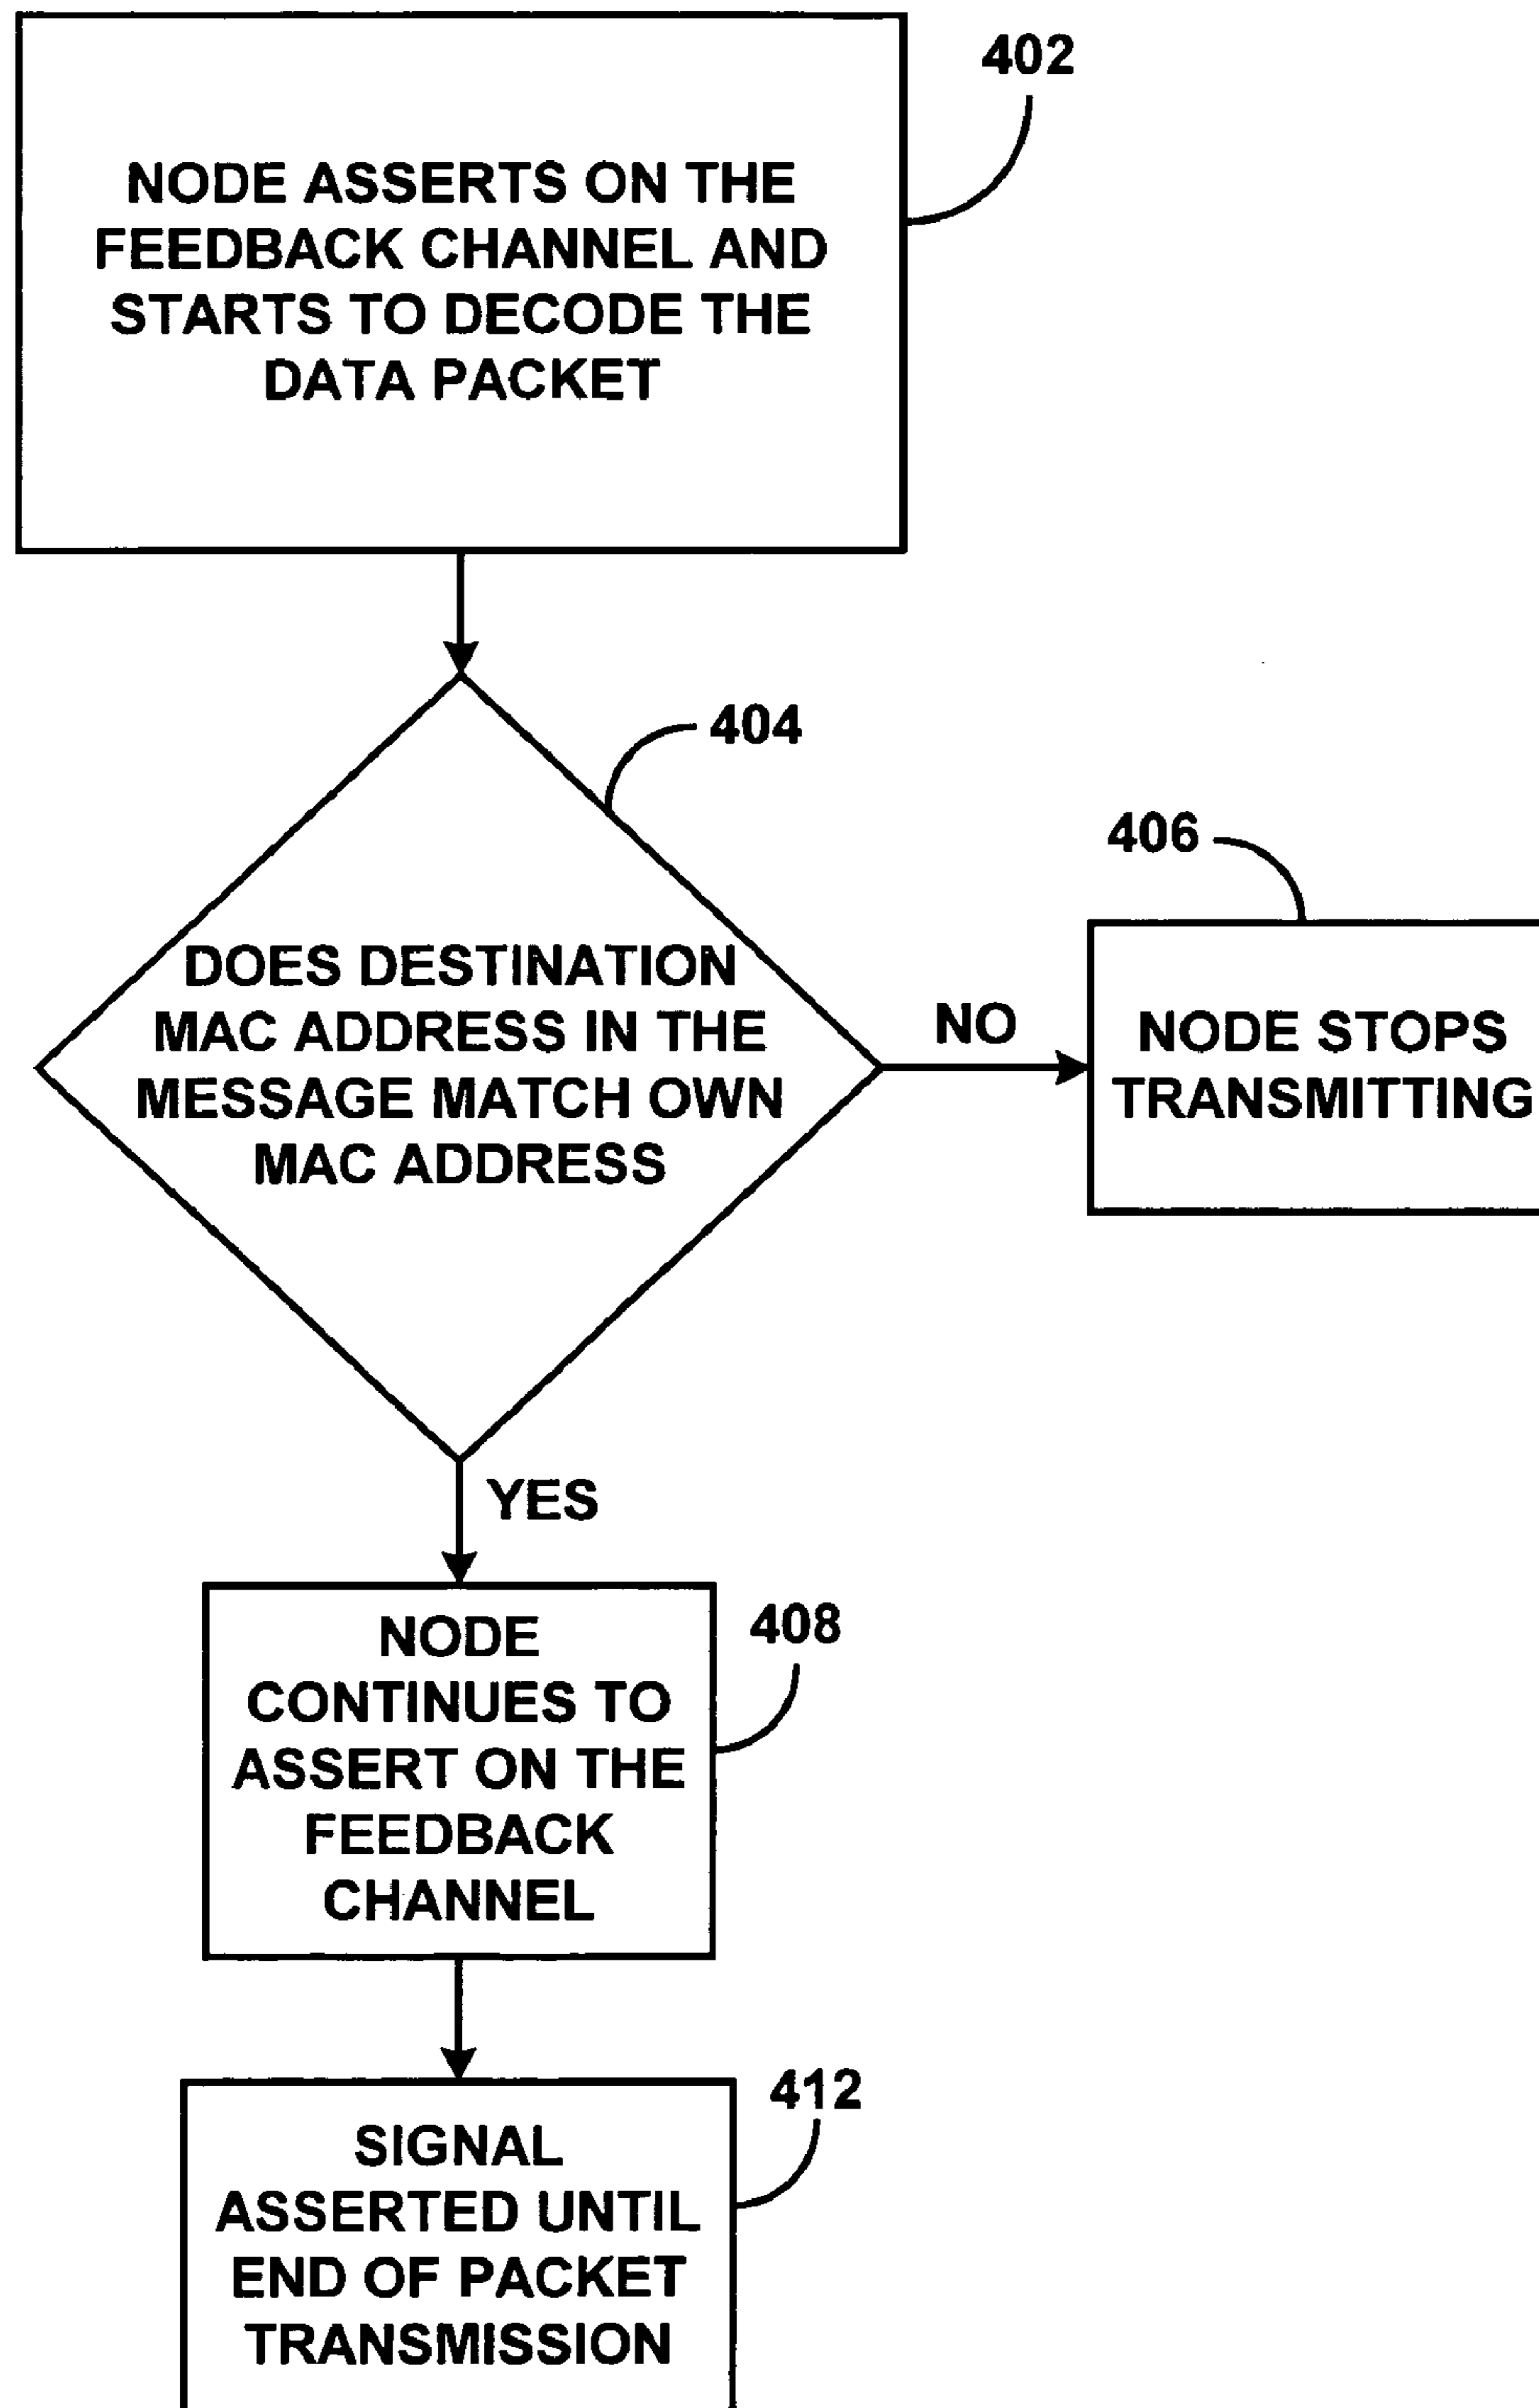 402
NODE ASSERTS ON THE
FEEDBACK CHANNEL AND
STARTS TO DECODE THE
DATA PACKET
404
DOES DESTINATION
MAC ADDRESS IN THE
MESSAGE MATCH OWN
MAC ADDRESS
NO
406
NODE STOPS
TRANSMITTING
YES
408
NODE
CONTINUES TO
ASSERT ON THE
FEEDBACK
CHANNEL
412
SIGNAL
ASSERTED UNTIL
END OF PACKET
TRANSMISSION